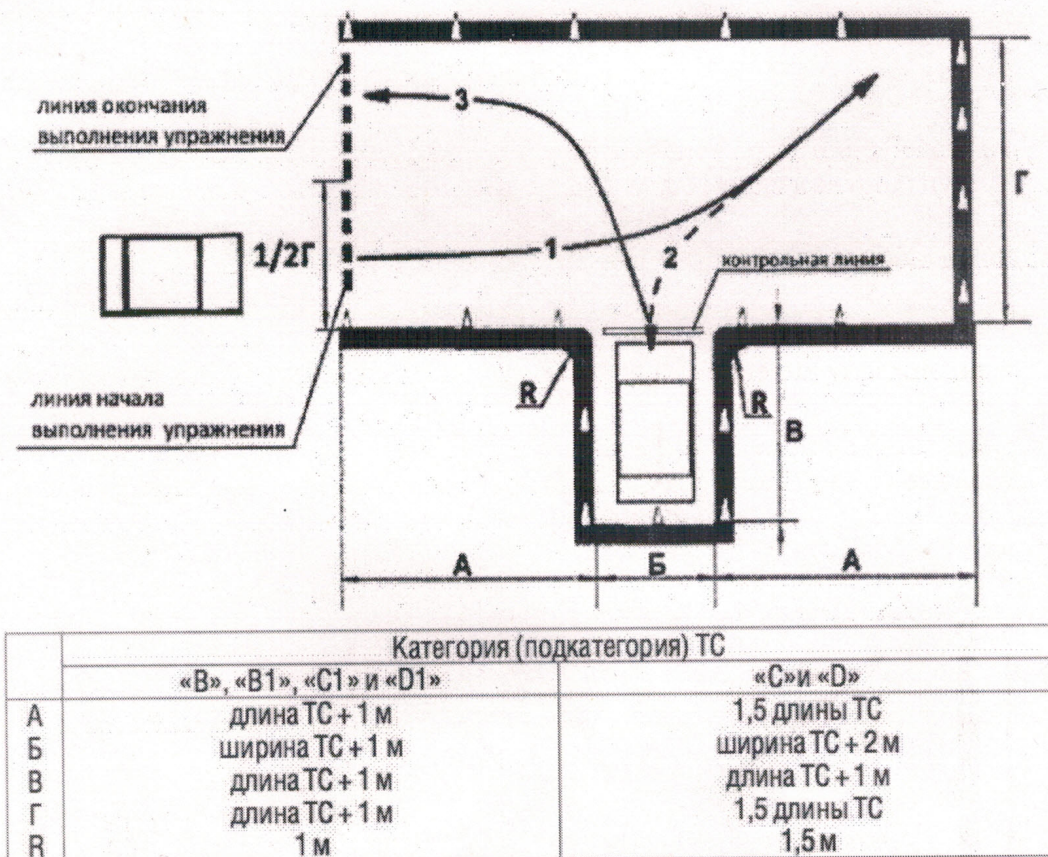 линия окончания
выполнения упражнения
3
Г
1/2Г
1
2
контрольная линия
линия начала
выполнения упражнения
R
R
В
А
Б
А
Категория (подкатегория) ТС
«B», «B1», «C1» и «D1»
«C»и «D»
А
длина ТС + 1 м
1,5 длины ТС
Б
ширина ТС + 1 м
ширина ТС + 2 м
В
длина ТС + 1 м
длина ТС + 1 м
Г
длина ТС + 1 м
1,5 длины ТС
R
1 м
1,5 м